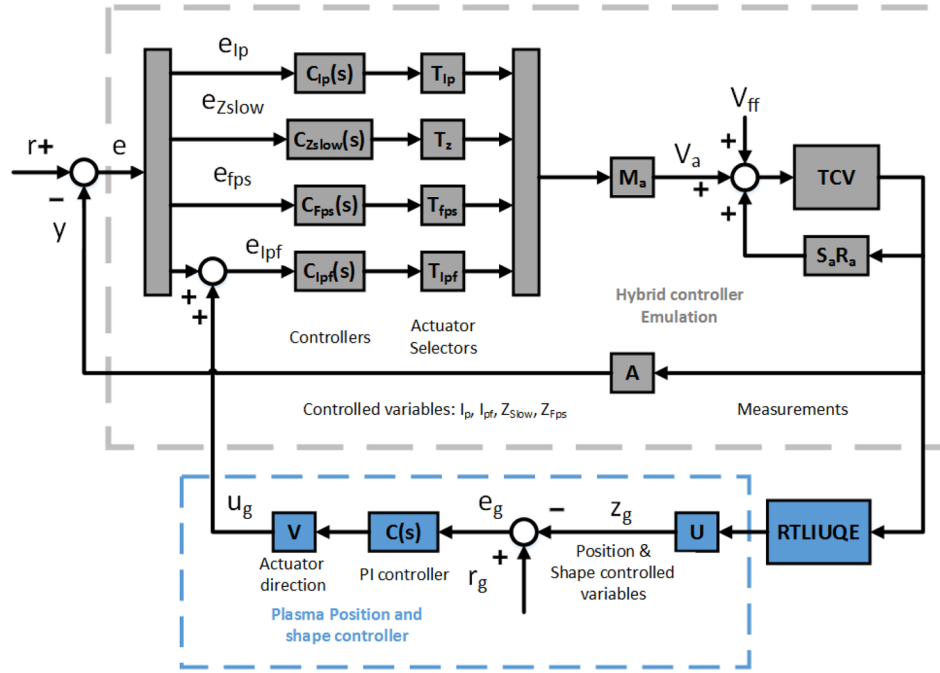 e_Ip
C_Ip(s)
T_Ip
e_Zslow
C_Zslow(s)
T_z
V_ff
r+
e
e_fps
C_Fps(s)
T_fps
M_a
V_a
+
+
+
TCV
−
y
e_Ipf
C_Ipf(s)
T_Ipf
S_aR_a
+
+
Hybrid controller
Emulation
Controllers
Actuator
Selectors
A
Controlled variables: I_p, I_pf, Z_Slow, Z_Fps
Measurements
u_g
V
C(s)
e_g
−
+
r_g
z_g
U
RTLIUQE
Actuator
direction
PI controller
Position &
Shape controlled
variables
Plasma Position and
shape controller